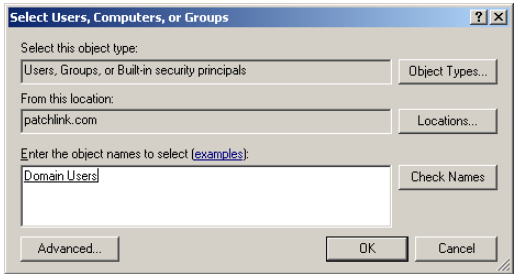 Select Users, Computers, or Groups
Select this object type:
Users, Groups, or Built-in security principals
Object Types...
From this location:
patchlink.com
Locations...
Enter the object names to select (examples):
Domain Users
Check Names
Advanced...
OK
Cancel